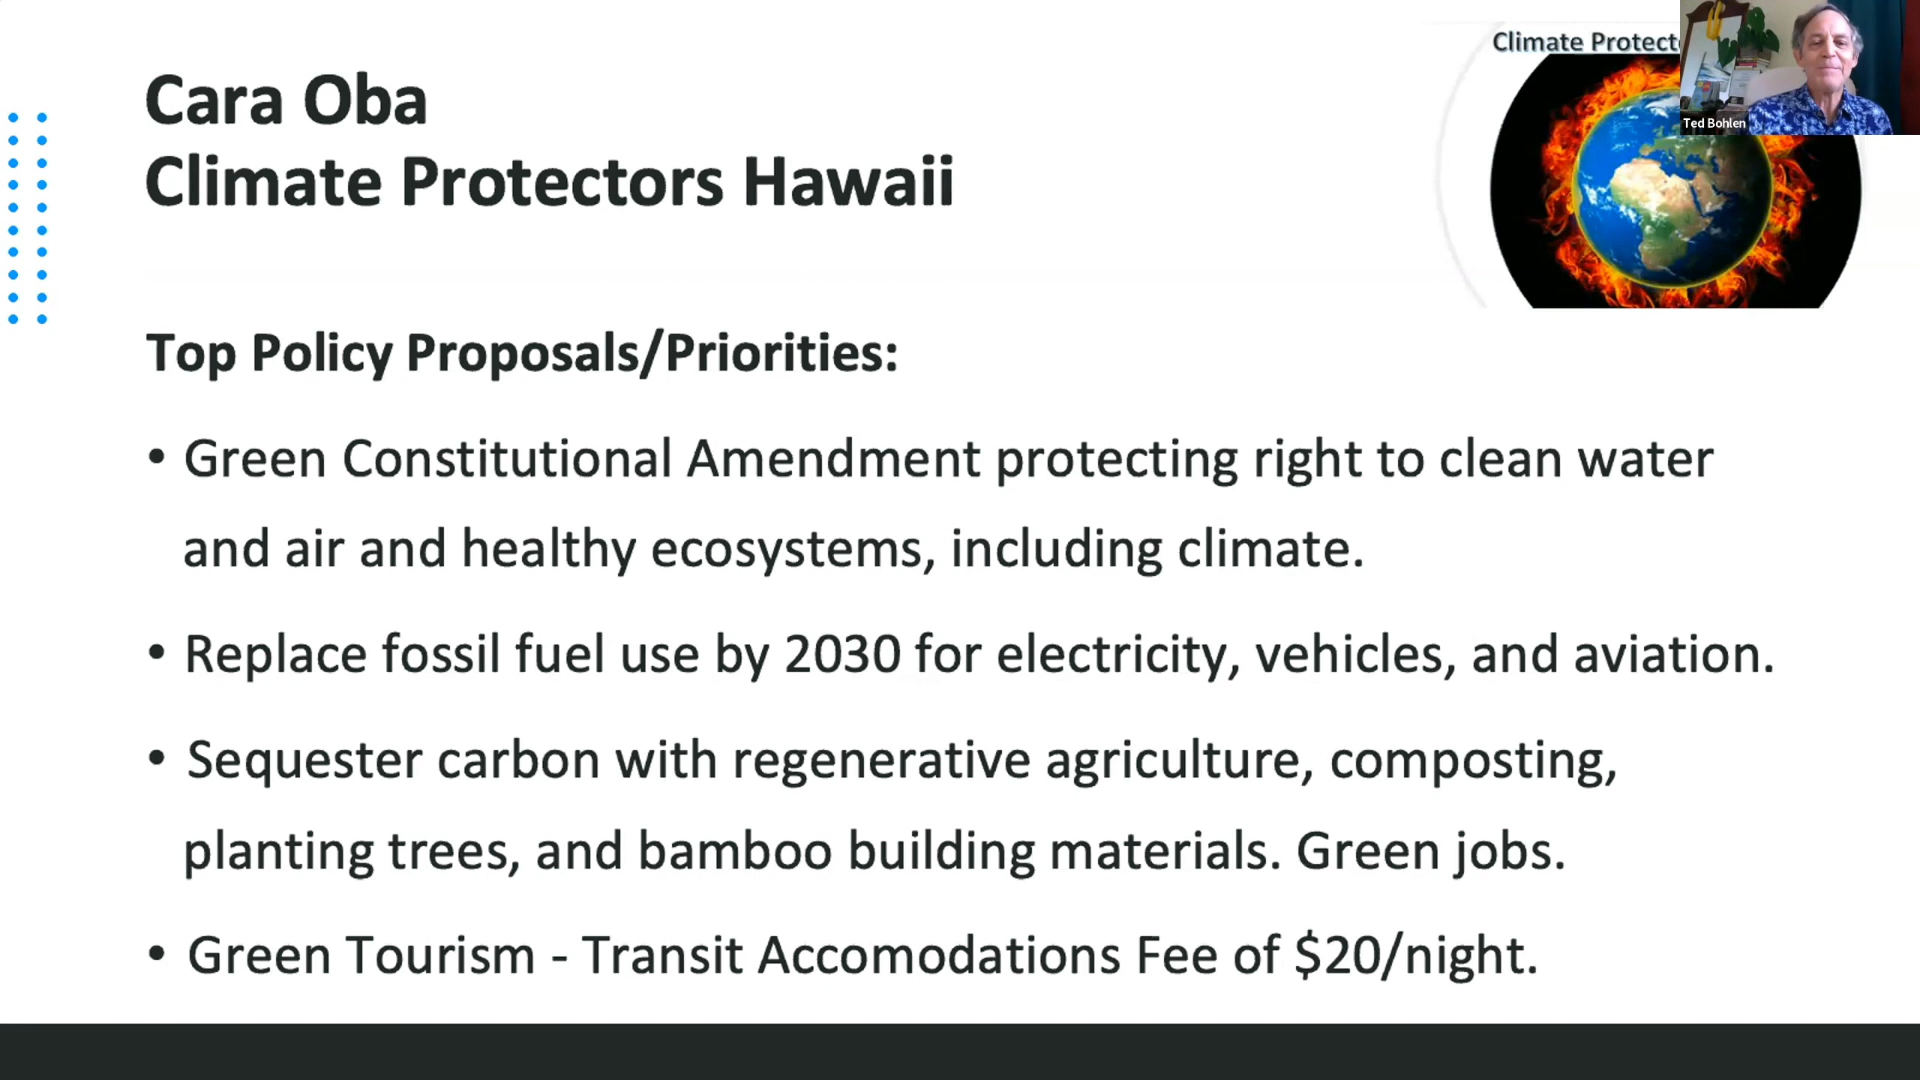 Cara Oba
Climate Protectors Hawaii
Climate Protect
Ted Bohlen
Top Policy Proposals/Priorities:
• Green Constitutional Amendment protecting right to clean water
and air and healthy ecosystems, including climate.
• Replace fossil fuel use by 2030 for electricity, vehicles, and aviation.
• Sequester carbon with regenerative agriculture, composting,
planting trees, and bamboo building materials. Green jobs.
• Green Tourism - Transit Accomodations Fee of $20/night.